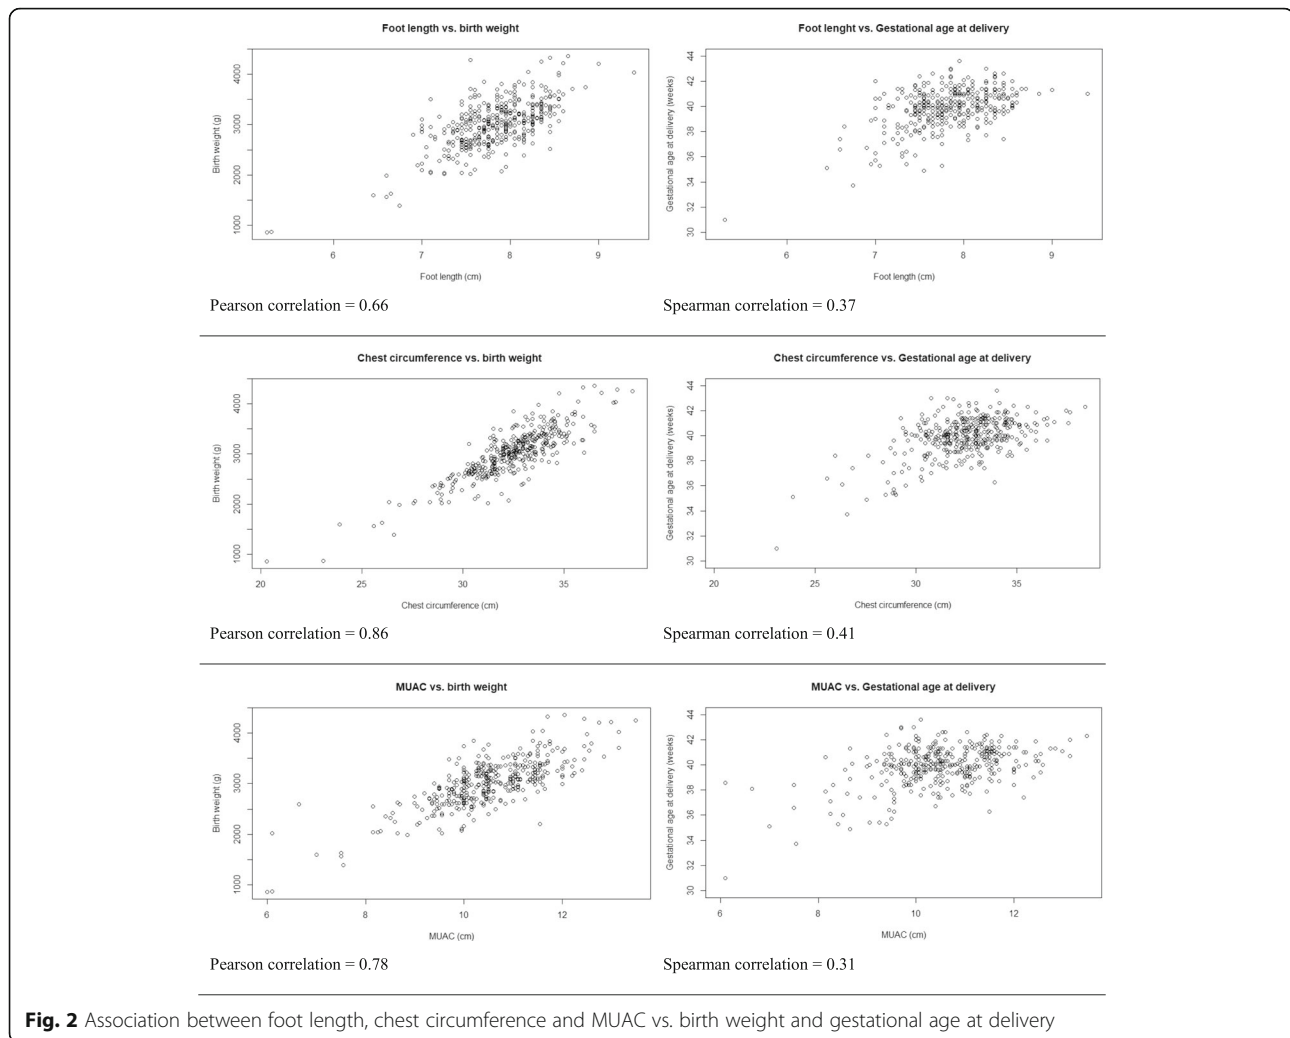 Foot length vs. birth weight
Birth weight (g)
4000
3000
2000
1000
6 7 8 9
Foot length (cm)
Pearson correlation = 0.66
Foot lenght vs. Gestational age at delivery
Gestational age at delivery (weeks)
44
42
40
38
36
34
32
30
6 7 8 9
Foot length (cm)
Spearman correlation = 0.37
Chest circumference vs. birth weight
Birth weight (g)
4000
3000
2000
1000
20 25 30 35
Chest circumference (cm)
Pearson correlation = 0.86
Chest circumference vs. Gestational age at delivery
Gestational age at delivery (weeks)
44
42
40
38
36
34
32
30
20 25 30 35
Chest circumference (cm)
Spearman correlation = 0.41
MUAC vs. birth weight
Birth weight (g)
4000
3000
2000
1000
6 8 10 12
MUAC (cm)
Pearson correlation = 0.78
MUAC vs. Gestational age at delivery
Gestational age at delivery (weeks)
44
42
40
38
36
34
32
30
6 8 10 12
MUAC (cm)
Spearman correlation = 0.31
Fig. 2 Association between foot length, chest circumference and MUAC vs. birth weight and gestational age at delivery